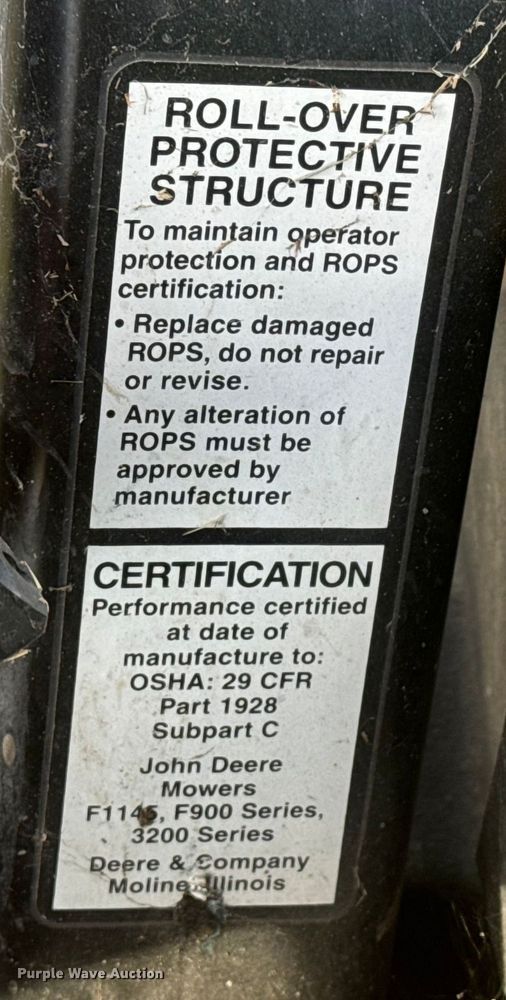 ROLL-OVER
PROTECTIVE
STRUCTURE
To maintain operator
protection and ROPS
certification:
• Replace damaged
ROPS, do not repair
or revise.
• Any alteration of
ROPS must be
approved by
manufacturer
CERTIFICATION
Performance certified
at date of
manufacture to:
OSHA: 29 CFR
Part 1928
Subpart C
John Deere
Mowers
F1145, F900 Series,
3200 Series
Deere & Company
Moline, Illinois
Purple Wave Auction